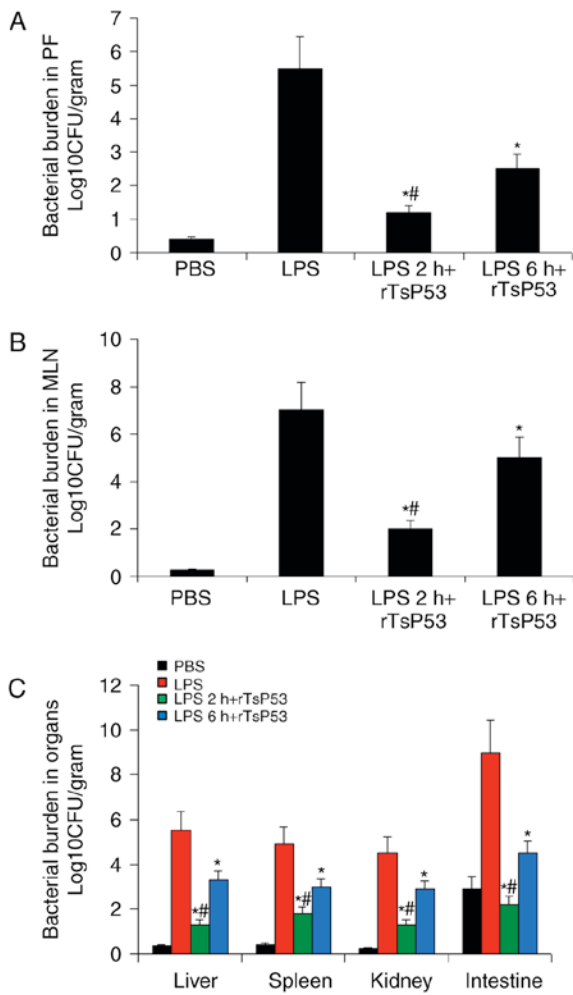 A
Bacterial burden in PF
Log10CFU/gram
7
6
5
4
3
2
1
0
*#
*
PBS
LPS
LPS 2 h+
rTsP53
LPS 6 h+
rTsP53
B
Bacterial burden in MLN
Log10CFU/gram
10
8
6
4
2
0
*#
*
PBS
LPS
LPS 2 h+
rTsP53
LPS 6 h+
rTsP53
C
PBS
LPS
LPS 2 h+rTsP53
LPS 6 h+rTsP53
Bacterial burden in organs
Log10CFU/gram
12
10
8
6
4
2
0
*#
*
*#
*
*#
*
*#
*
Liver
Spleen
Kidney
Intestine